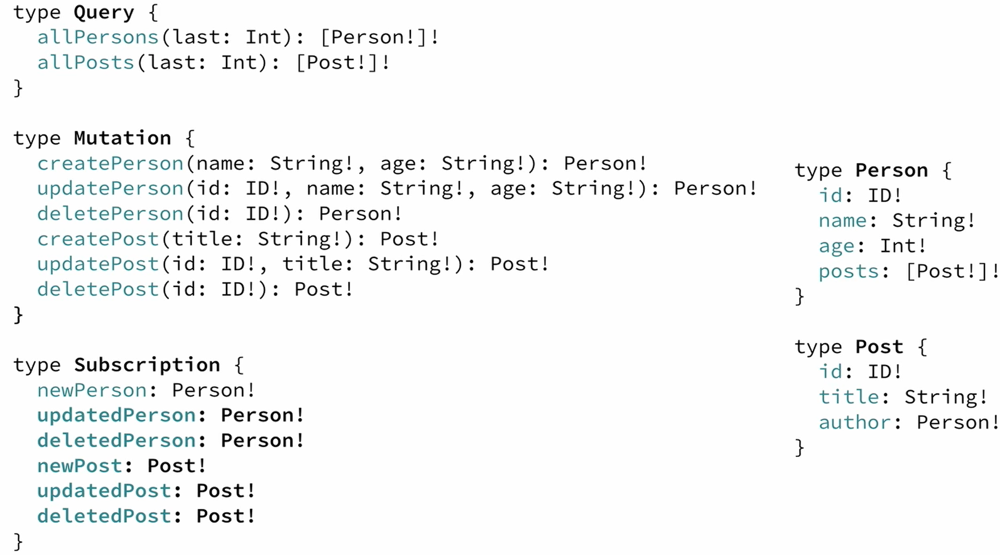 type Query {
  allPersons(last: Int): [Person!]!
  allPosts(last: Int): [Post!]!
}

type Mutation {
  createPerson(name: String!, age: String!): Person!
  updatePerson(id: ID!, name: String!, age: String!): Person!
  deletePerson(id: ID!): Person!
  createPost(title: String!): Post!
  updatePost(id: ID!, title: String!): Post!
  deletePost(id: ID!): Post!
}

type Subscription {
  newPerson: Person!
  updatedPerson: Person!
  deletedPerson: Person!
  newPost: Post!
  updatedPost: Post!
  deletedPost: Post!
}

type Person {
  id: ID!
  name: String!
  age: Int!
  posts: [Post!]!
}

type Post {
  id: ID!
  title: String!
  author: Person!
}